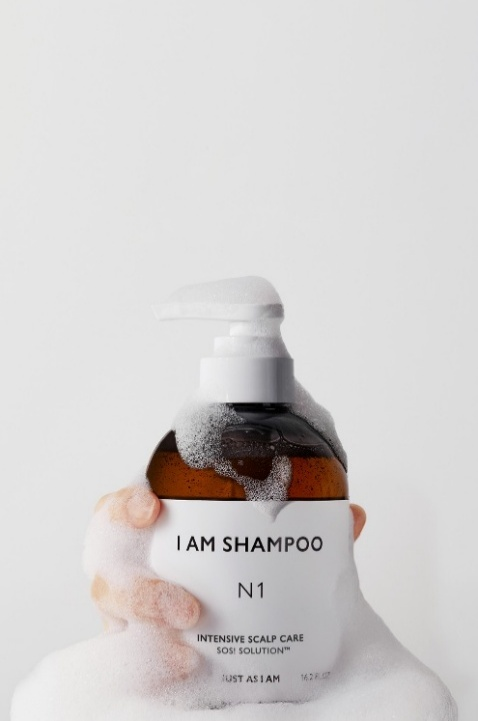 I AM SHAMPOO
N1
INTENSIVE SCALP CARE
SOS! SOLUTION™
JUST AS I AM